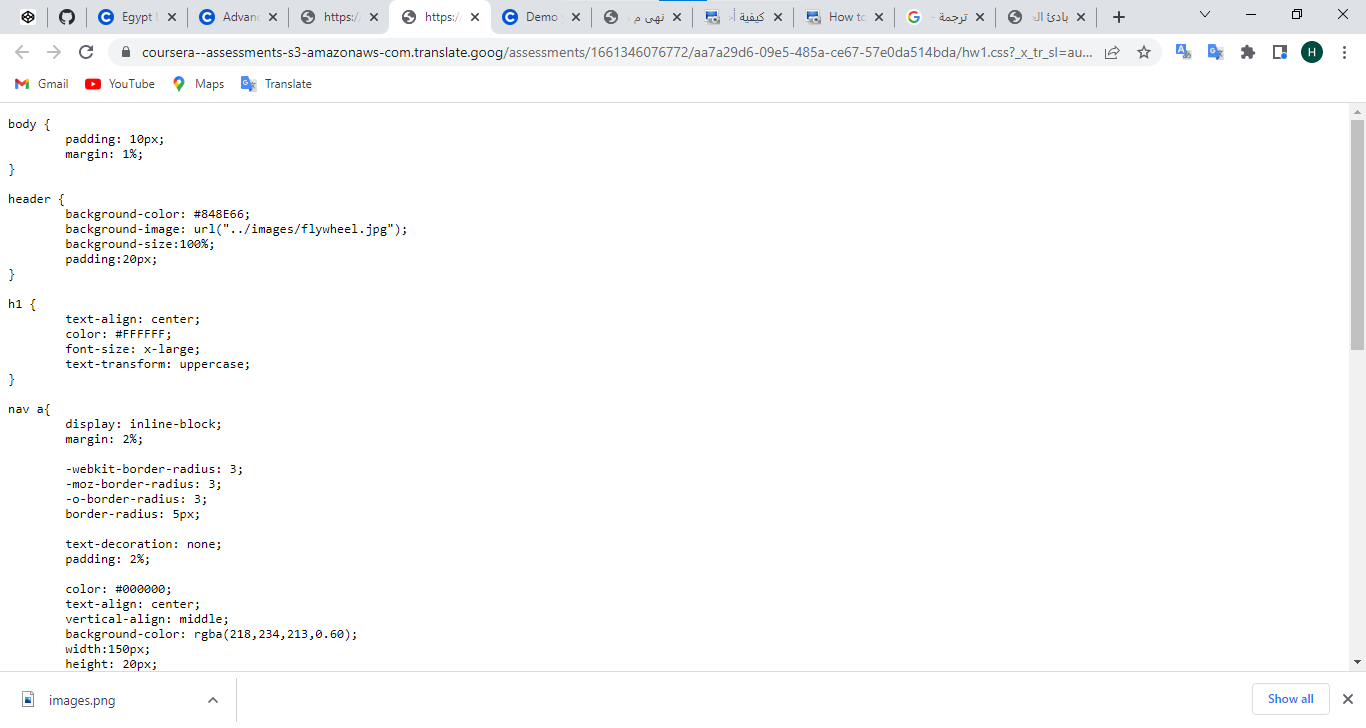 Egypt
Advanc
https:/
https:/
Demo
نهى م
كيفية أ
How to
ترجمة -
بادئ ال
coursera--assessments-s3-amazonaws-com.translate.goog/assessments/1661346076772/aa7a29d6-09e5-485a-ce67-57e0da514bda/hw1.css?_x_tr_sl=au...
H
Gmail
YouTube
Maps
Translate
body {
padding: 10px;
margin: 1%;
}
header {
background-color: #848E66;
background-image: url("../images/flywheel.jpg");
background-size:100%;
padding:20px;
}
h1 {
text-align: center;
color: #FFFFFF;
font-size: x-large;
text-transform: uppercase;
}
nav a{
display: inline-block;
margin: 2%;
-webkit-border-radius: 3;
-moz-border-radius: 3;
-o-border-radius: 3;
border-radius: 5px;
text-decoration: none;
padding: 2%;
color: #000000;
text-align: center;
vertical-align: middle;
background-color: rgba(218,234,213,0.60);
width:150px;
height: 20px;
images.png
Show all